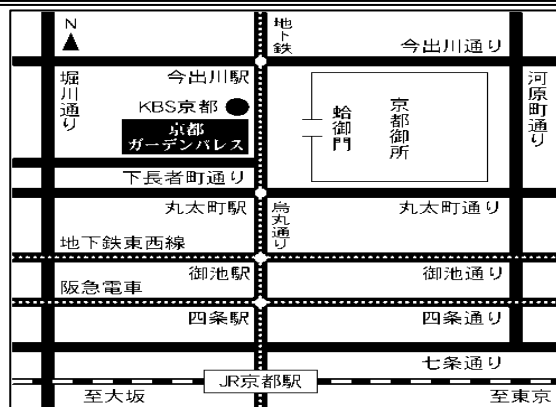 N
地下鉄
今出川通り
堀川通り
今出川駅
KBS京都
京都
ガーデンパレス
蛤御門
京都御所
河原町通り
下長者町通り
丸太町駅
烏丸通り
丸太町通り
地下鉄東西線
御池駅
御池通り
阪急電車
四条駅
四条通り
七条通り
JR京都駅
至大坂
至東京